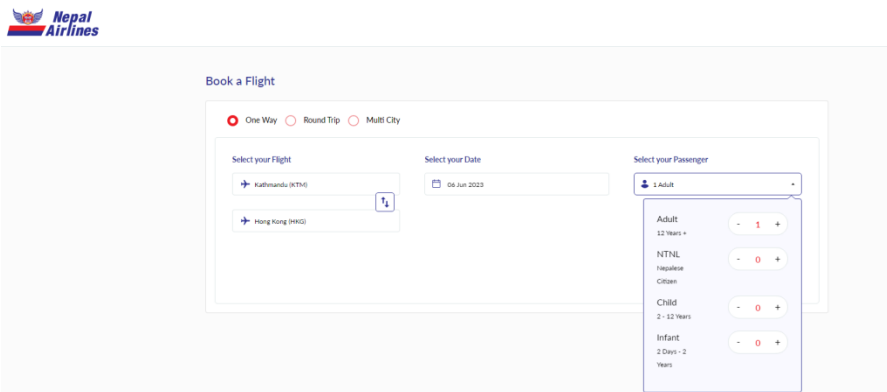 Nepal
Airlines
Book a Flight
One Way
Round Trip
Multi City
Select your Flight
Select your Date
Select your Passenger
Kathmandu (KTM)
06 Jun 2023
1 Adult
Hong Kong (HKG)
Adult
12 Years +
- 1 +
NTNL
Nepalese
Citizen
- 0 +
Child
2 - 12 Years
- 0 +
Infant
2 Days - 2
Years
- 0 +